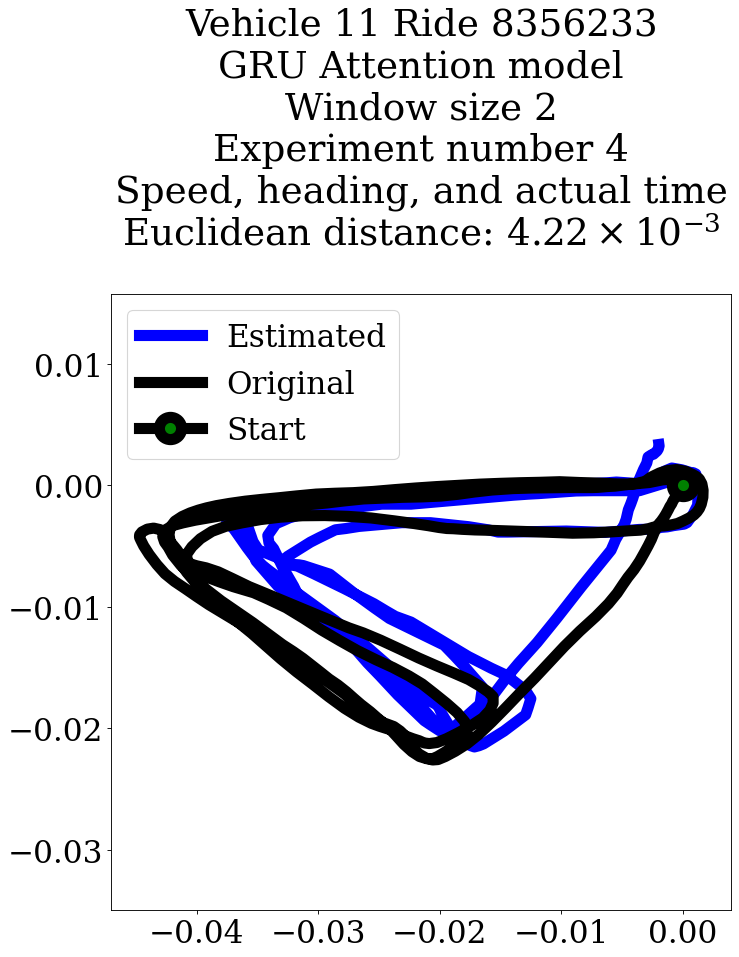 Vehicle 11 Ride 8356233
GRU Attention model
Window size 2
Experiment number 4
Speed, heading, and actual time
Euclidean distance: 4.22 × 10⁻³
Estimated
Original
Start
0.01
0.00
−0.01
−0.02
−0.03
−0.04 −0.03 −0.02 −0.01 0.00